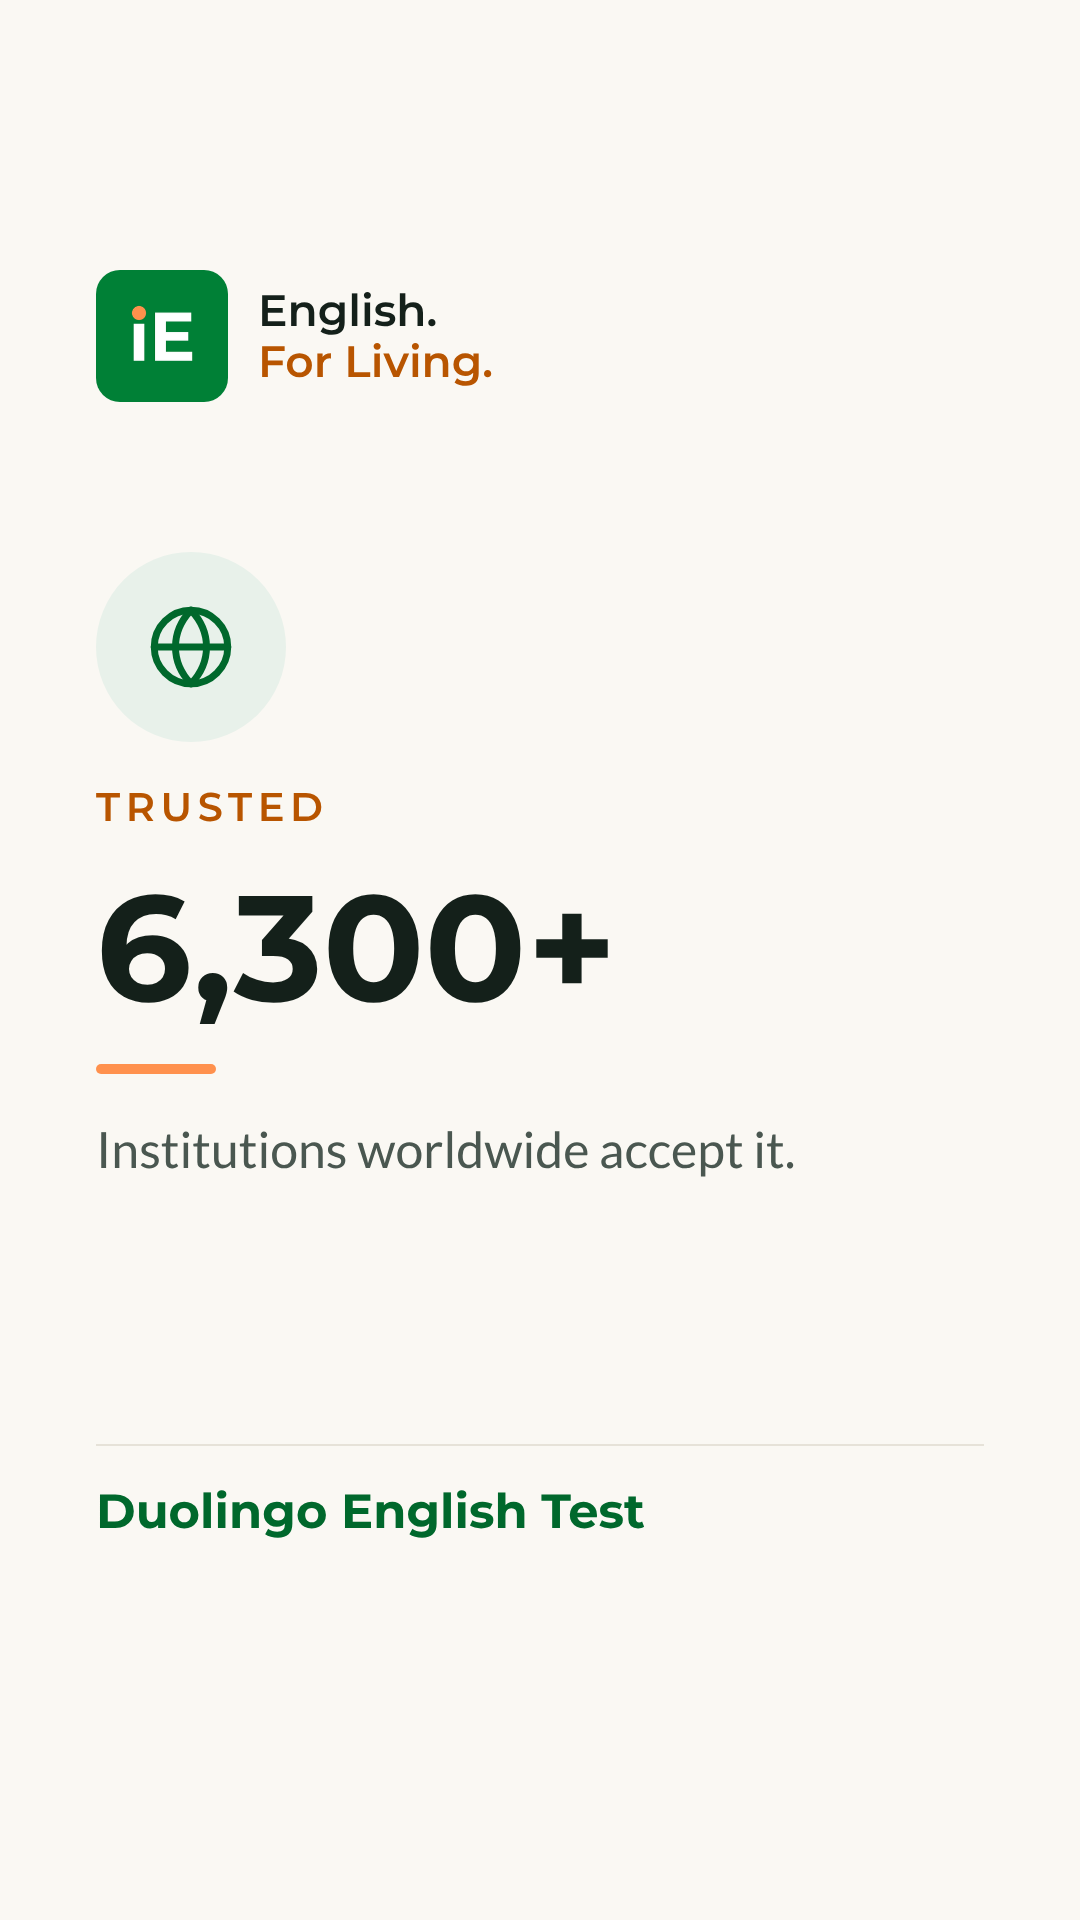 iE
English.
For Living.
TRUSTED
6,300+
Institutions worldwide accept it.
Duolingo English Test